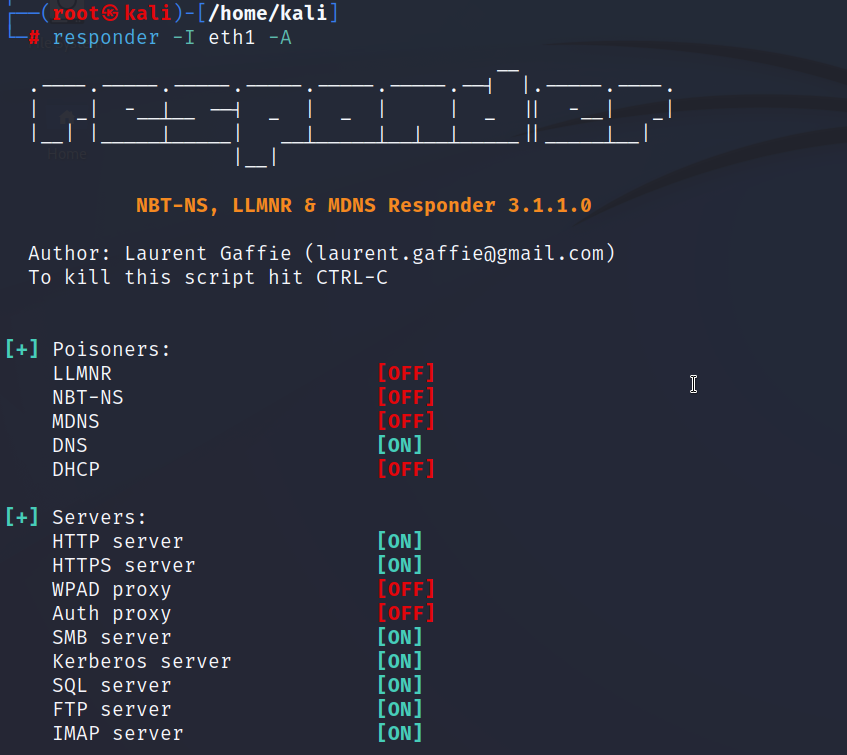 (root㉿kali)-[/home/kali]
# responder -I eth1 -A
NBT-NS, LLMNR & MDNS Responder 3.1.1.0
Author: Laurent Gaffie (laurent.gaffie@gmail.com)
To kill this script hit CTRL-C
[+] Poisoners:
LLMNR [OFF]
NBT-NS [OFF]
MDNS [OFF]
DNS [ON]
DHCP [OFF]
[+] Servers:
HTTP server [ON]
HTTPS server [ON]
WPAD proxy [OFF]
Auth proxy [OFF]
SMB server [ON]
Kerberos server [ON]
SQL server [ON]
FTP server [ON]
IMAP server [ON]
Home